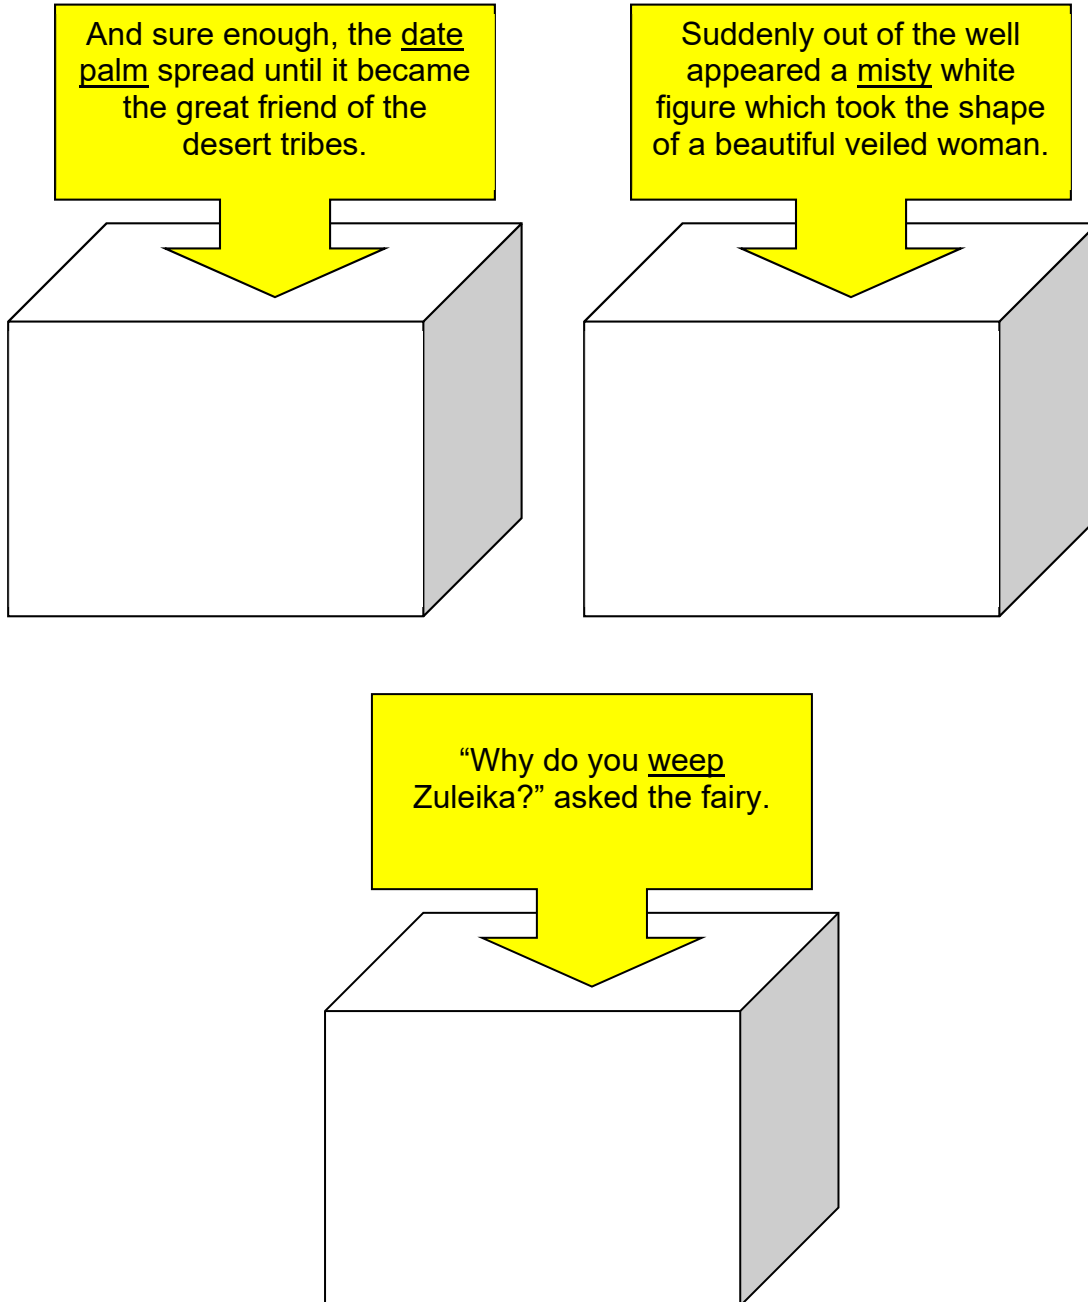 And sure enough, the date
palm spread until it became
the great friend of the
desert tribes.
Suddenly out of the well
appeared a misty white
figure which took the shape
of a beautiful veiled woman.
“Why do you weep
Zuleika?” asked the fairy.